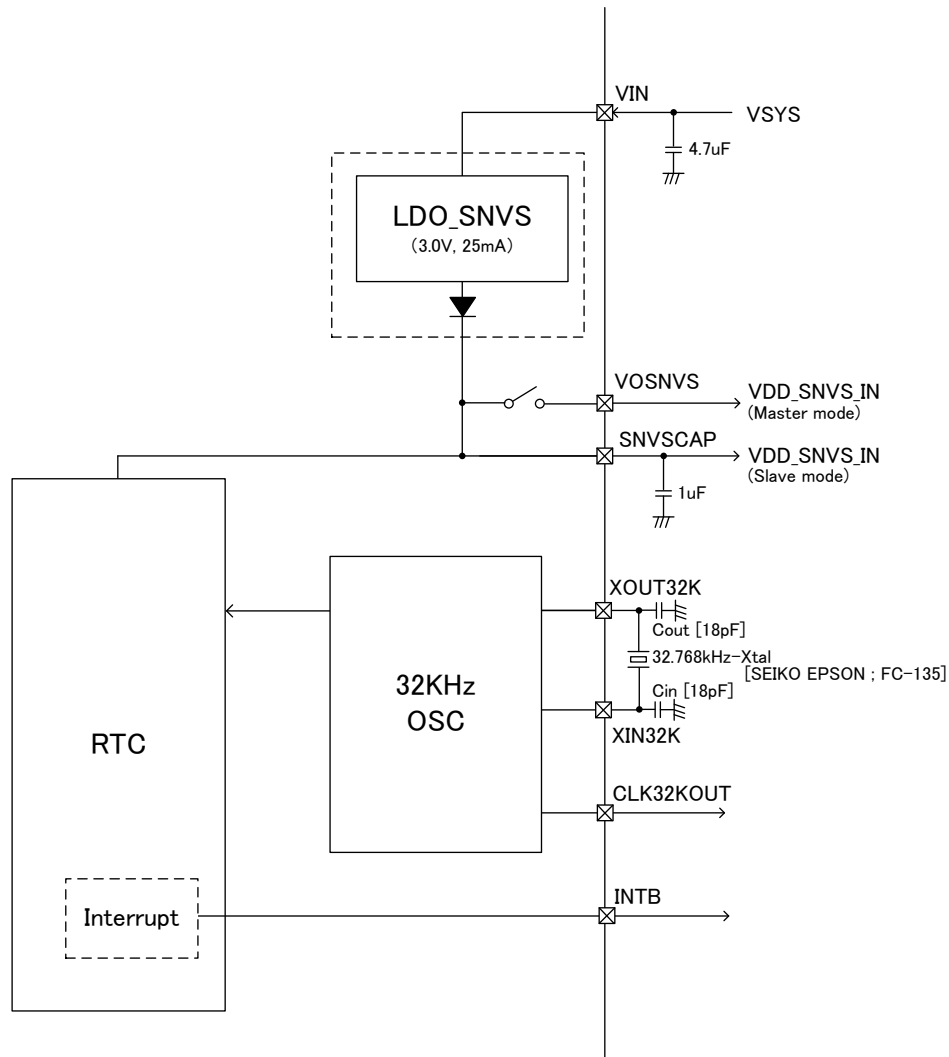 VIN
VSYS
4.7uF
LDO_SNVS
(3.0V, 25mA)
VOSNVS
VDD_SNVS_IN
(Master mode)
SNVSCAP
VDD_SNVS_IN
(Slave mode)
1uF
XOUT32K
Cout [18pF]
32.768kHz-Xtal
[SEIKO EPSON ; FC-135]
Cin [18pF]
XIN32K
32KHz
OSC
RTC
CLK32KOUT
Interrupt
INTB